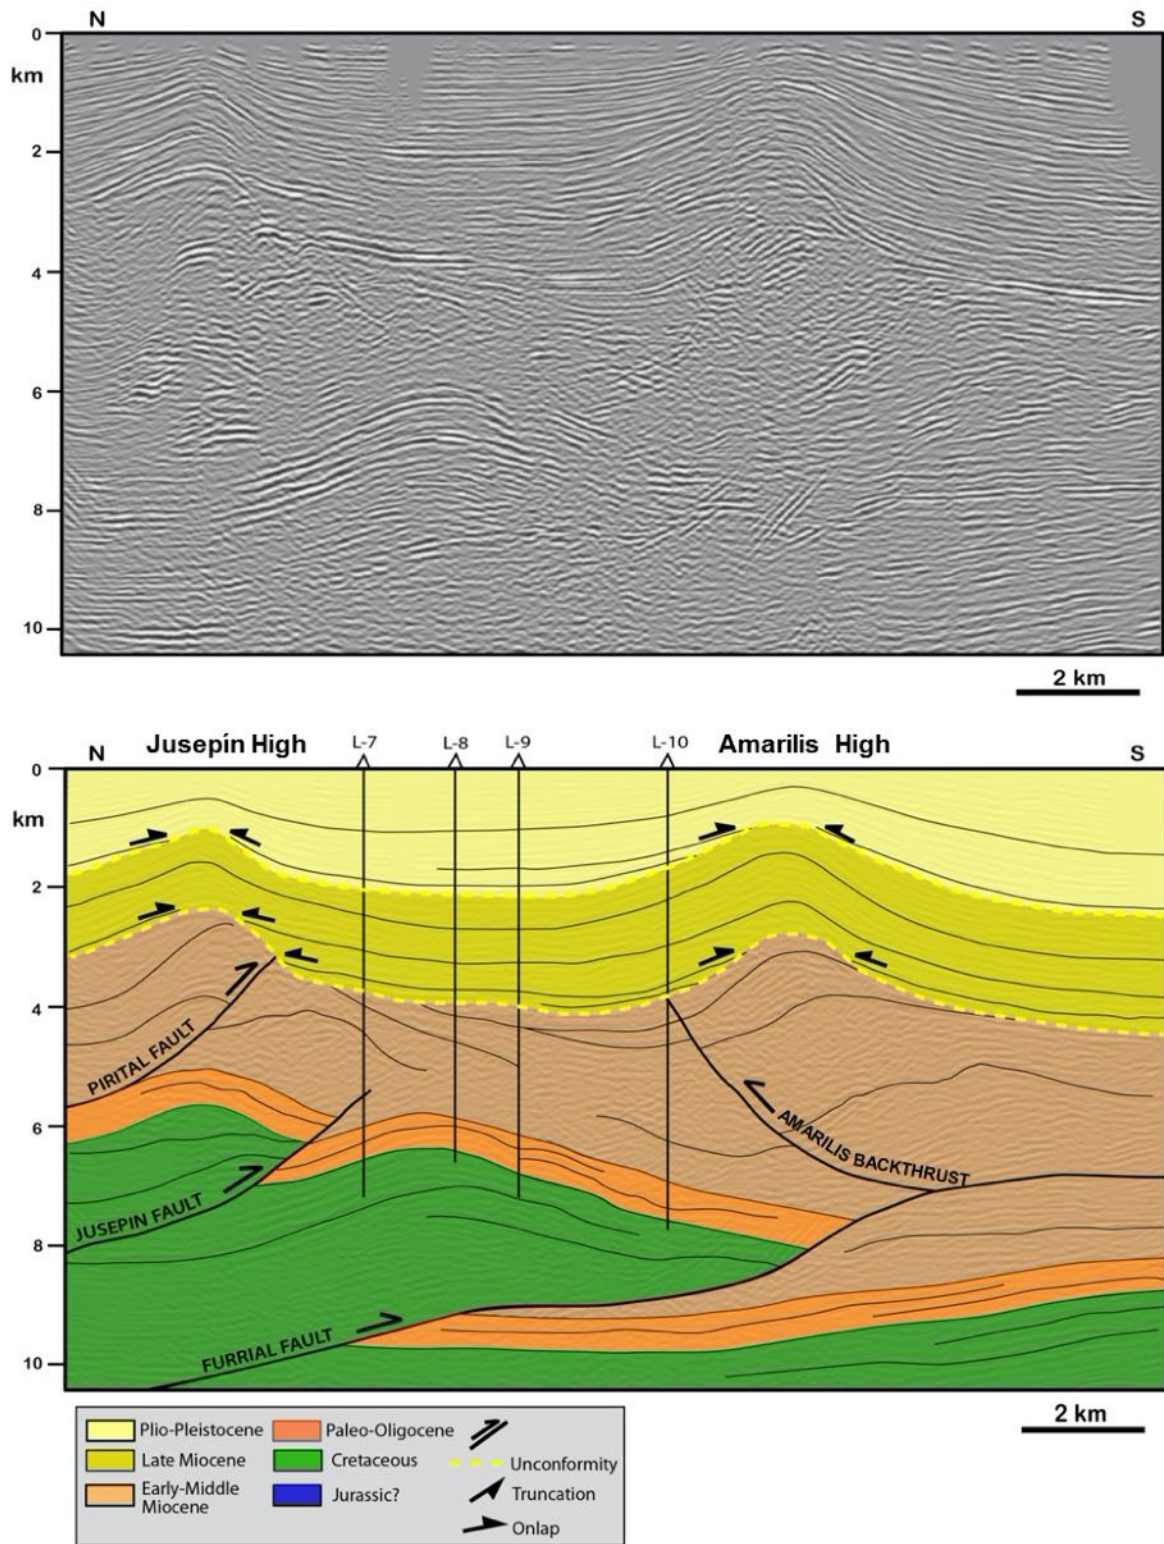 N S
0
km
2
4
6
8
10
2 km
N Jusepín High L-7 L-8 L-9 L-10 Amarilis High S
0
km
2
4
6
8
10
PIRITAL FAULT
AMARILIS BACKTHRUST
JUSEPIN FAULT
FURRIAL FAULT
2 km
Plio-Pleistocene
Late Miocene
Early-Middle
Miocene
Paleo-Oligocene
Cretaceous
Jurassic?
Unconformity
Truncation
Onlap